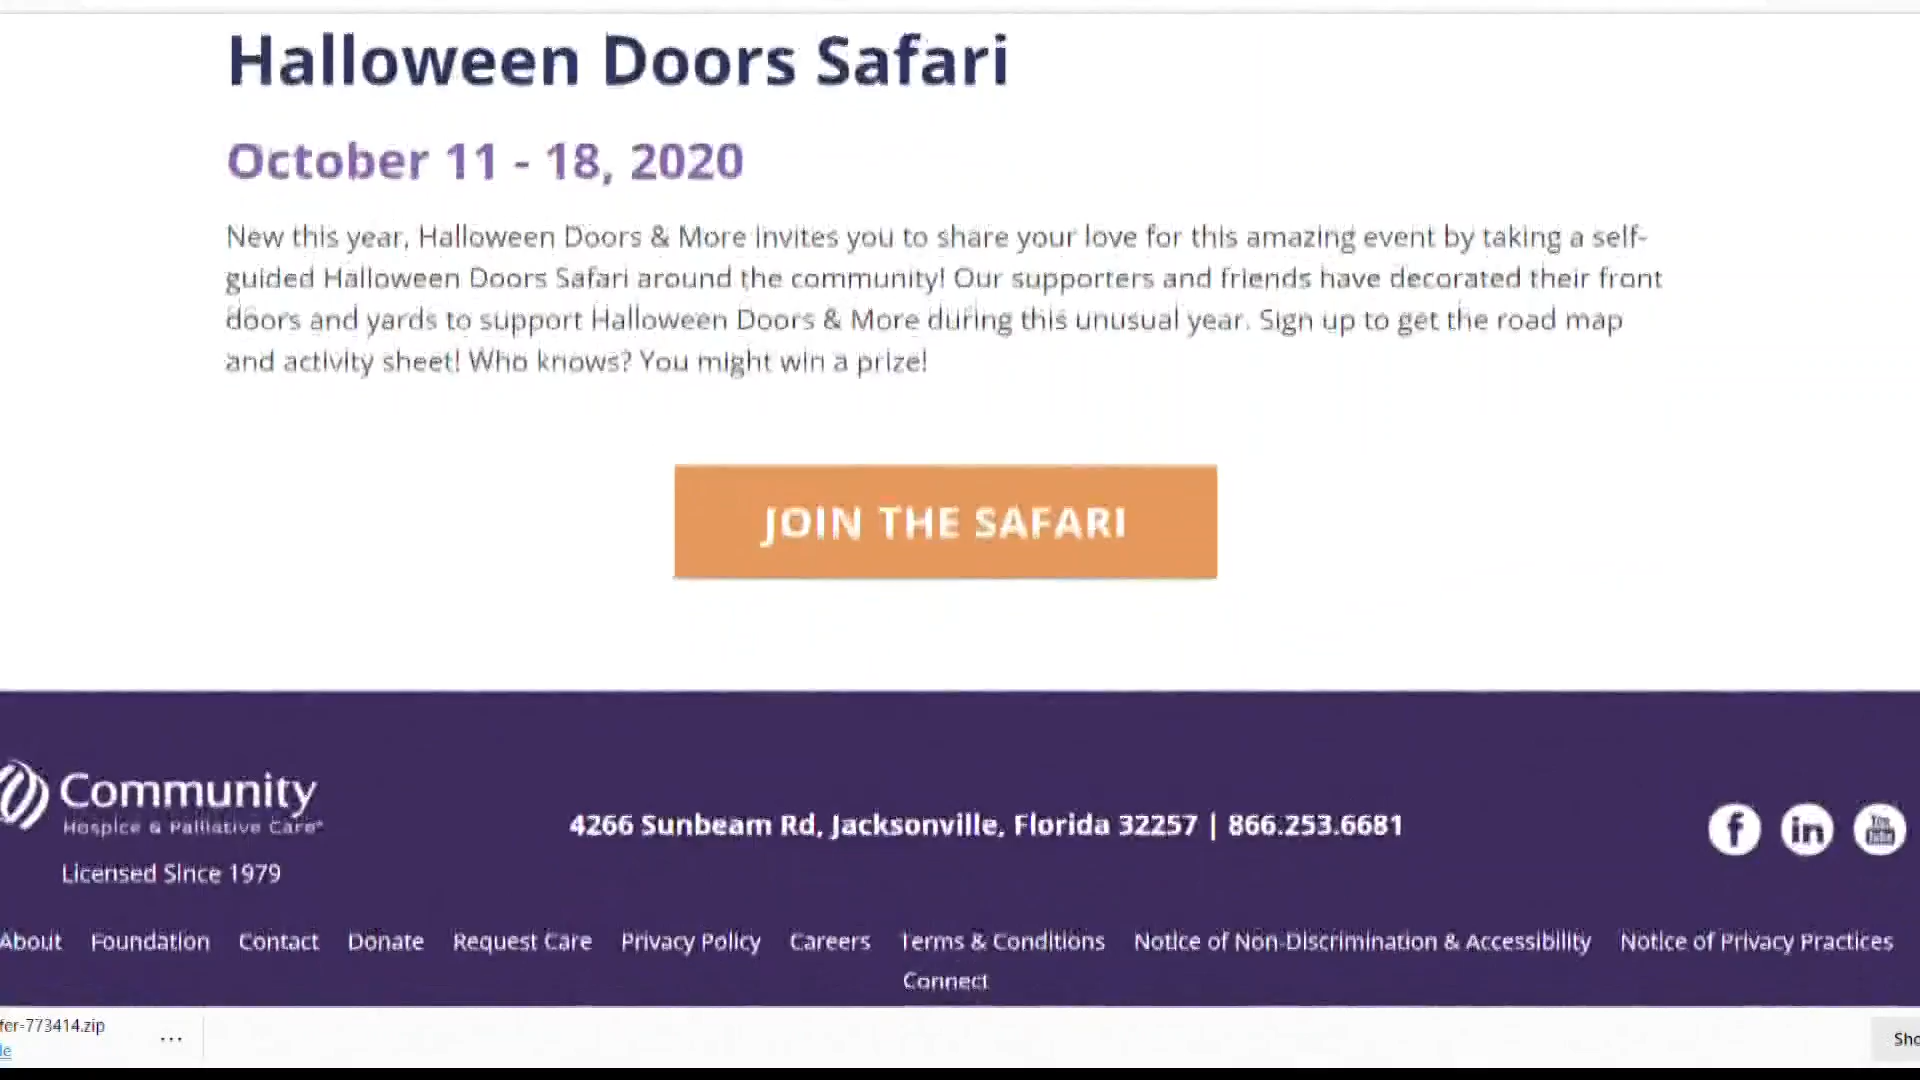 Halloween Doors Safari
October 11 - 18, 2020
New this year, Halloween Doors & More invites you to share your love for this amazing event by taking a self-
guided Halloween Doors Safari around the community! Our supporters and friends have decorated their front
doors and yards to support Halloween Doors & More during this unusual year. Sign up to get the road map
and activity sheet! Who knows? You might win a prize!
JOIN THE SAFARI
Community
Hospice & Palliative Care
Licensed Since 1979
4266 Sunbeam Rd, Jacksonville, Florida 32257 | 866.253.6681
f in You Tube
About Foundation Contact Donate Request Care Privacy Policy Careers Terms & Conditions Notice of Non-Discrimination & Accessibility Notice of Privacy Practices
Connect
fer-773414.zip
le
...
Sho